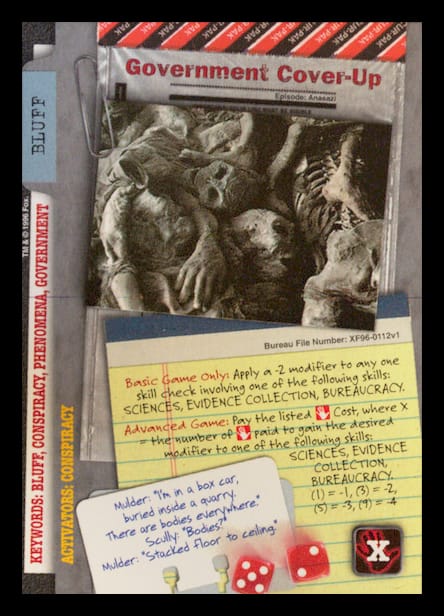 CUR-PAK
Government Cover-Up
Episode: Anasazi
BLUFF
TM & © 1996 Fox.
KEYWORDS: BLUFF, CONSPIRACY, PHENOMENA, GOVERNMENT
ACTIVATORS: CONSPIRACY
Bureau File Number: XF96-0112v1
Basic Game Only: Apply a -2 modifier to any one
skill check involving one of the following skills:
SCIENCES, EVIDENCE COLLECTION, BUREAUCRACY.
Advanced Game: Pay the listed Cost, where X
= the number of paid to gain the desired
modifier to one of the following skills:
SCIENCES, EVIDENCE
COLLECTION,
BUREAUCRACY.
(1) = -1, (3) = -2,
(5) = -3, (9) = -4
Mulder: "I'm in a box car,
buried inside a quarry.
There are bodies everywhere."
Scully: "Bodies?"
Mulder: "Stacked floor to ceiling."
X